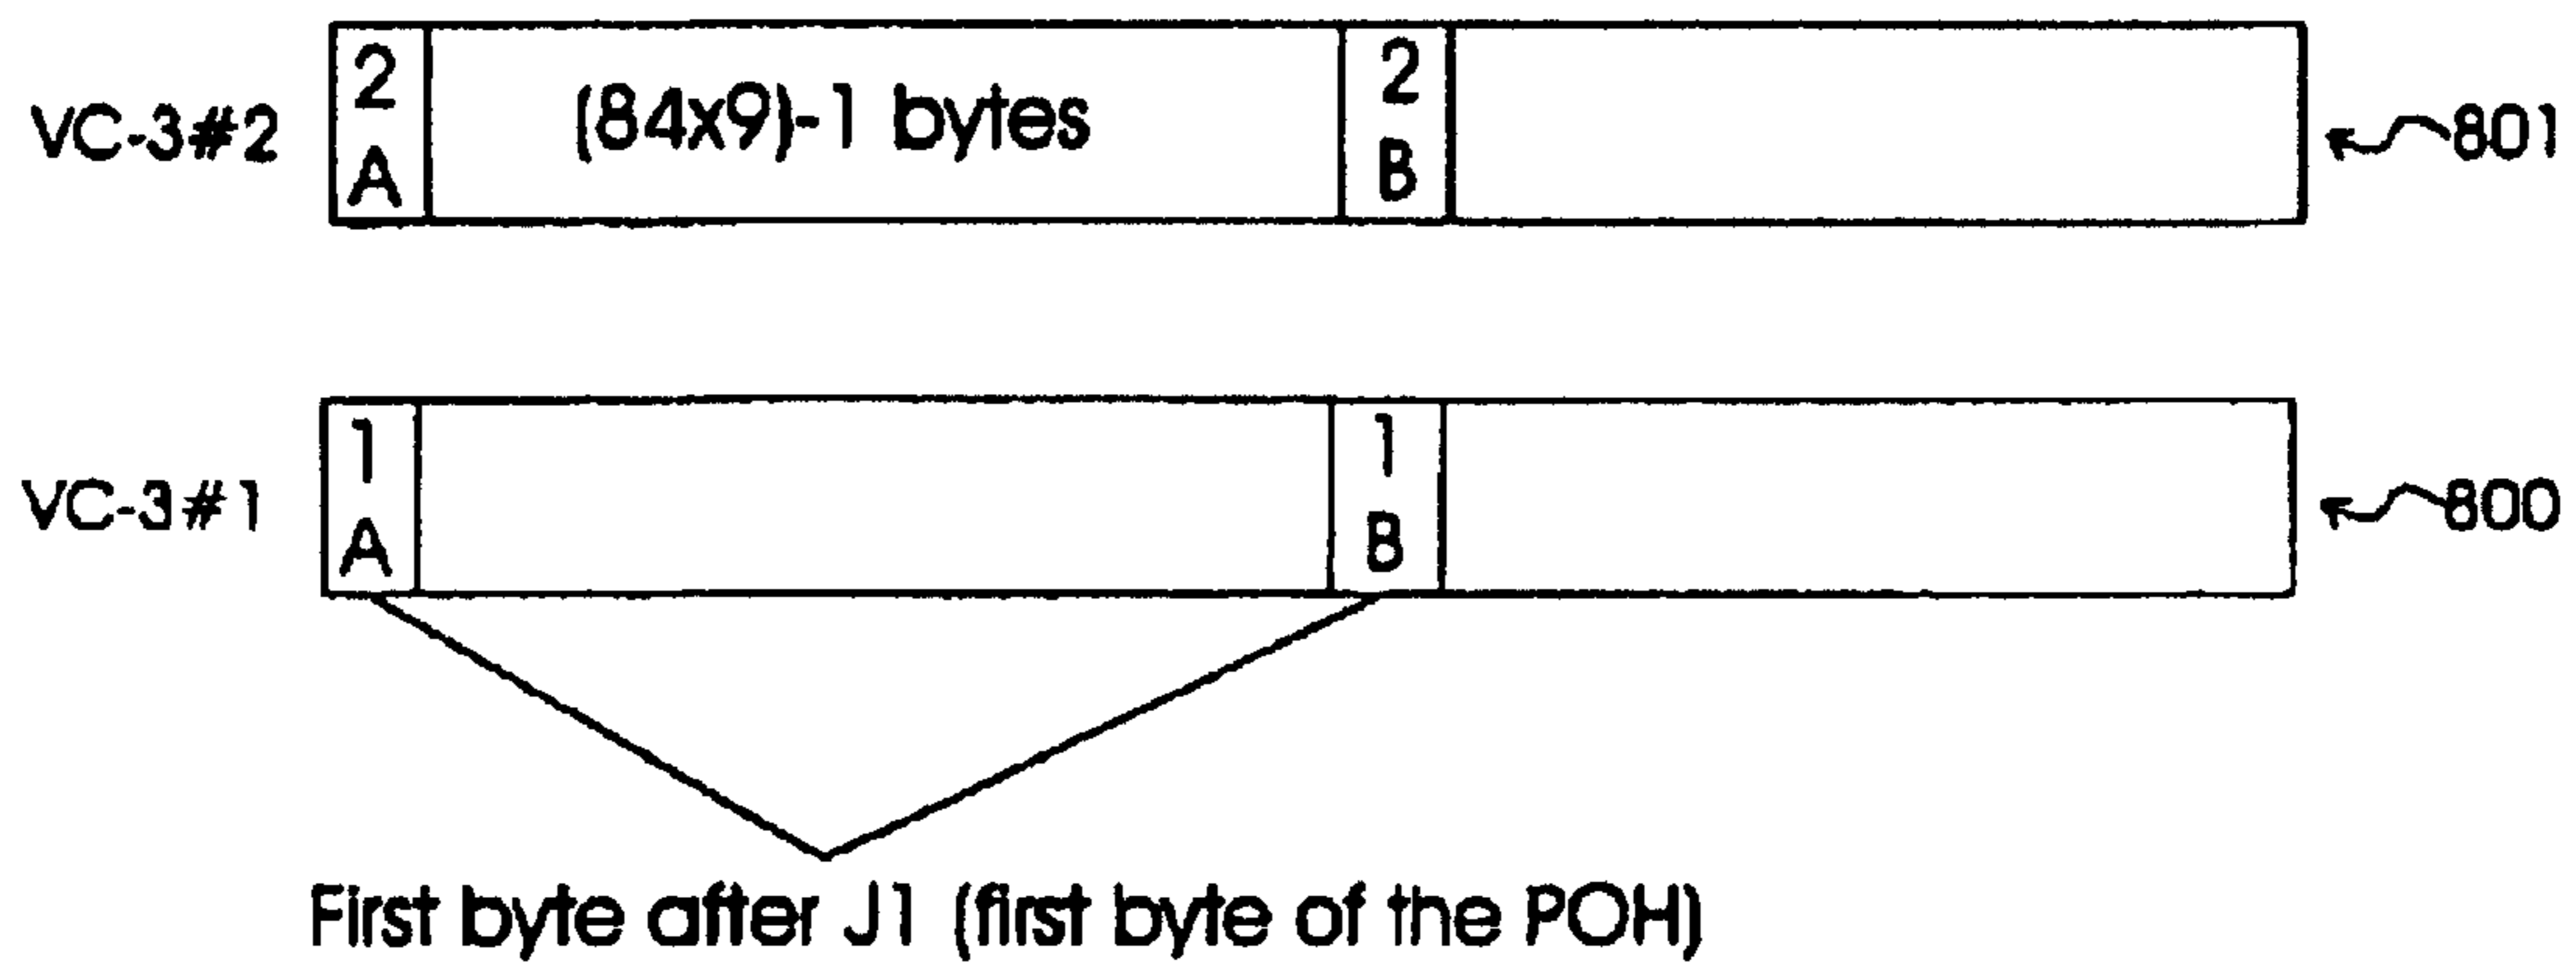 VC-3#2
2
A
(84x9)-1 bytes
2
B
801
VC-3#1
1
A
1
B
800
First byte after J1 (first byte of the POH)